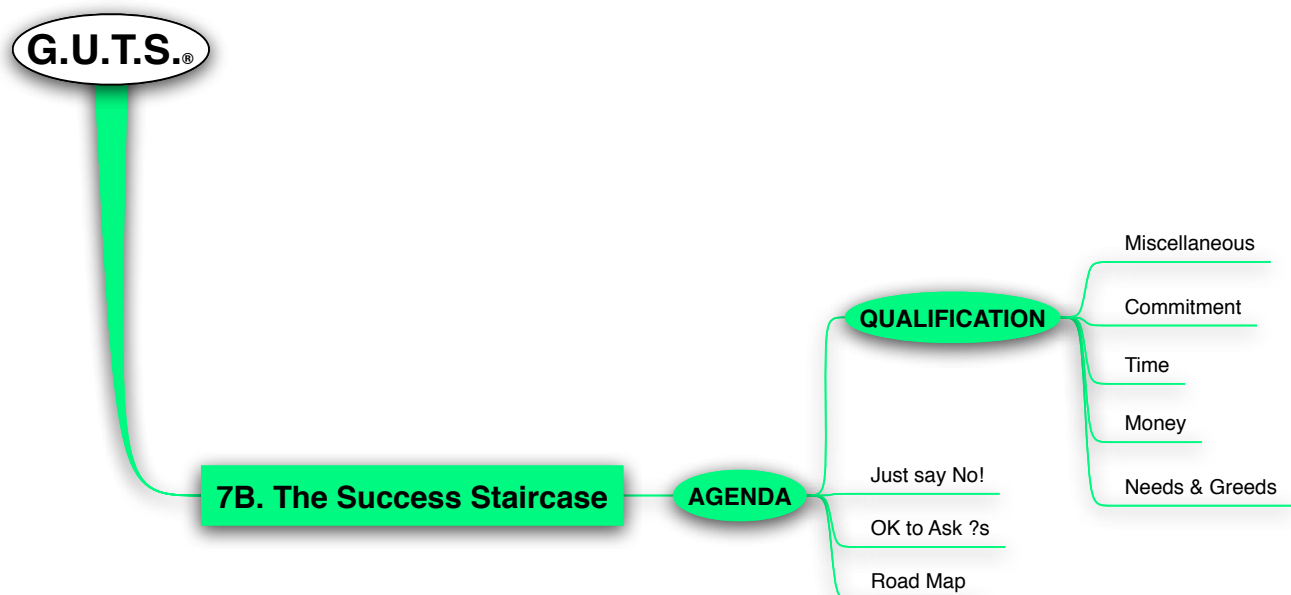 G.U.T.S.®
Miscellaneous
Commitment
QUALIFICATION
Time
Money
Just say No!
Needs & Greeds
7B. The Success Staircase
AGENDA
OK to Ask ?s
Road Map